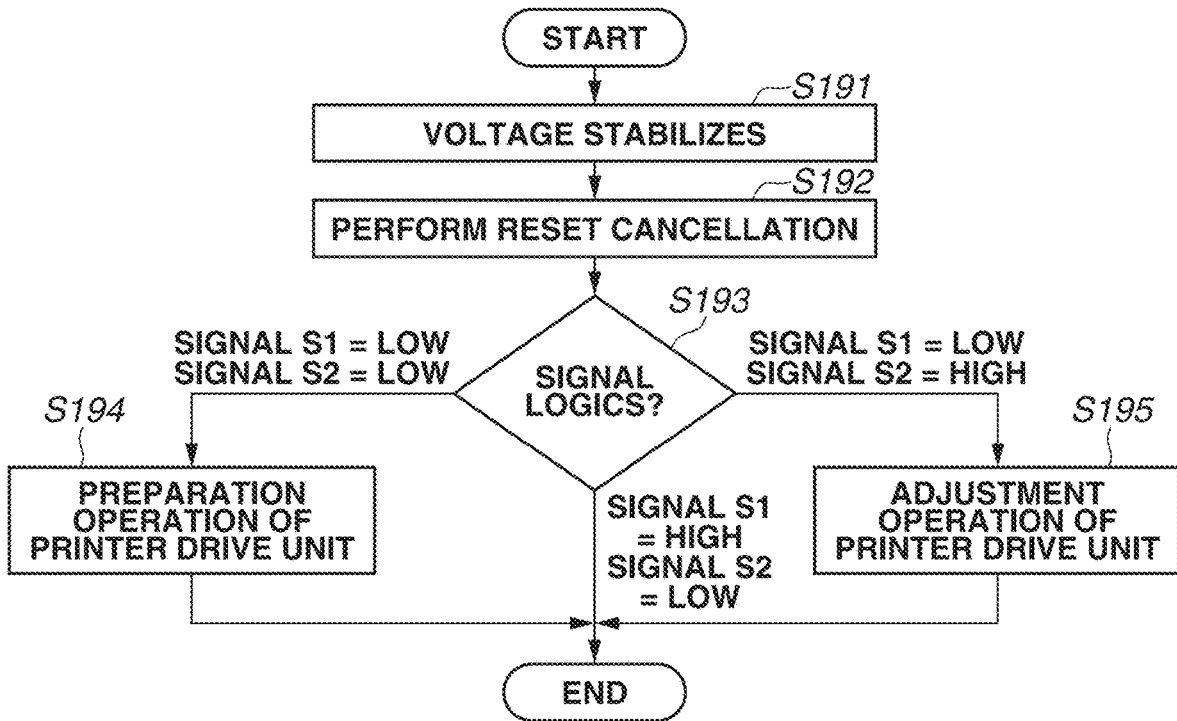 START
S191
VOLTAGE STABILIZES
S192
PERFORM RESET CANCELLATION
S193
SIGNAL S1 = LOW
SIGNAL S2 = LOW
SIGNAL
LOGICS?
SIGNAL S1 = LOW
SIGNAL S2 = HIGH
S194
PREPARATION
OPERATION OF
PRINTER DRIVE UNIT
SIGNAL S1
= HIGH
SIGNAL S2
= LOW
S195
ADJUSTMENT
OPERATION OF
PRINTER DRIVE UNIT
END